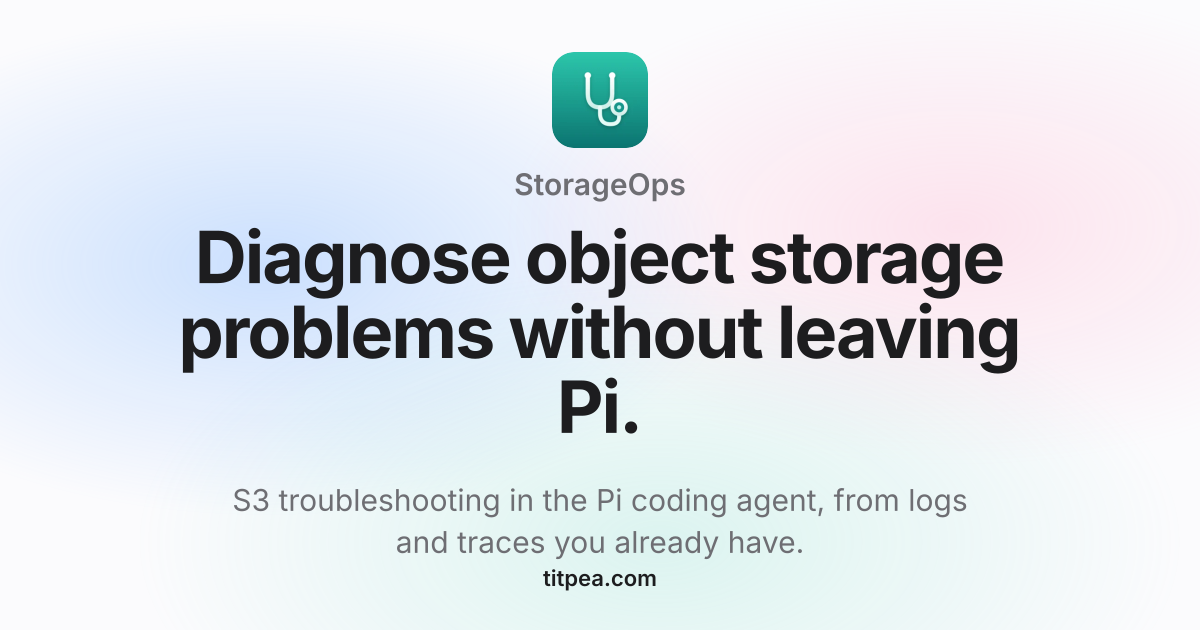 StorageOps
Diagnose object storage
problems without leaving
Pi.
S3 troubleshooting in the Pi coding agent, from logs
and traces you already have.
titpea.com